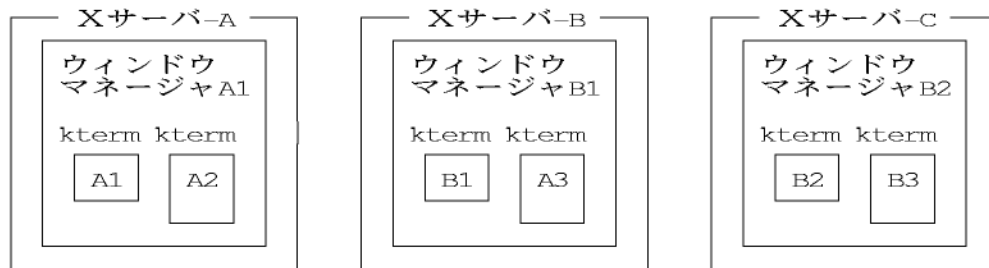 Xサーバ-A
ウィンドウ
マネージャA1
kterm kterm
A1 A2
Xサーバ-B
ウィンドウ
マネージャB1
kterm kterm
B1 A3
Xサーバ-C
ウィンドウ
マネージャB2
kterm kterm
B2 B3